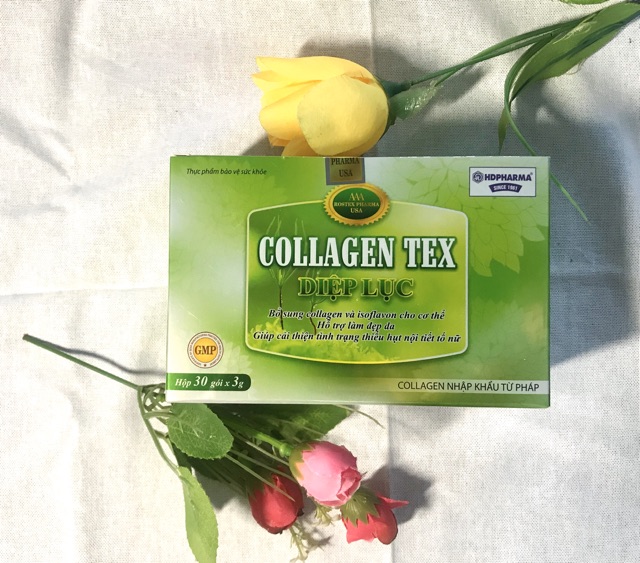 Thực phẩm bảo vệ sức khỏe
PHARMA
USA
HDPHARMA
SINCE 1961
AAA
ROSTEX PHARMA
USA
COLLAGEN TEX
DIỆP LỤC
Bổ sung collagen và isoflavon cho cơ thể
Hỗ trợ làm đẹp da
Giúp cải thiện tình trạng thiếu hụt nội tiết tố nữ
GMP
Hộp 30 gói x 3g
COLLAGEN NHẬP KHẨU TỪ PHÁP